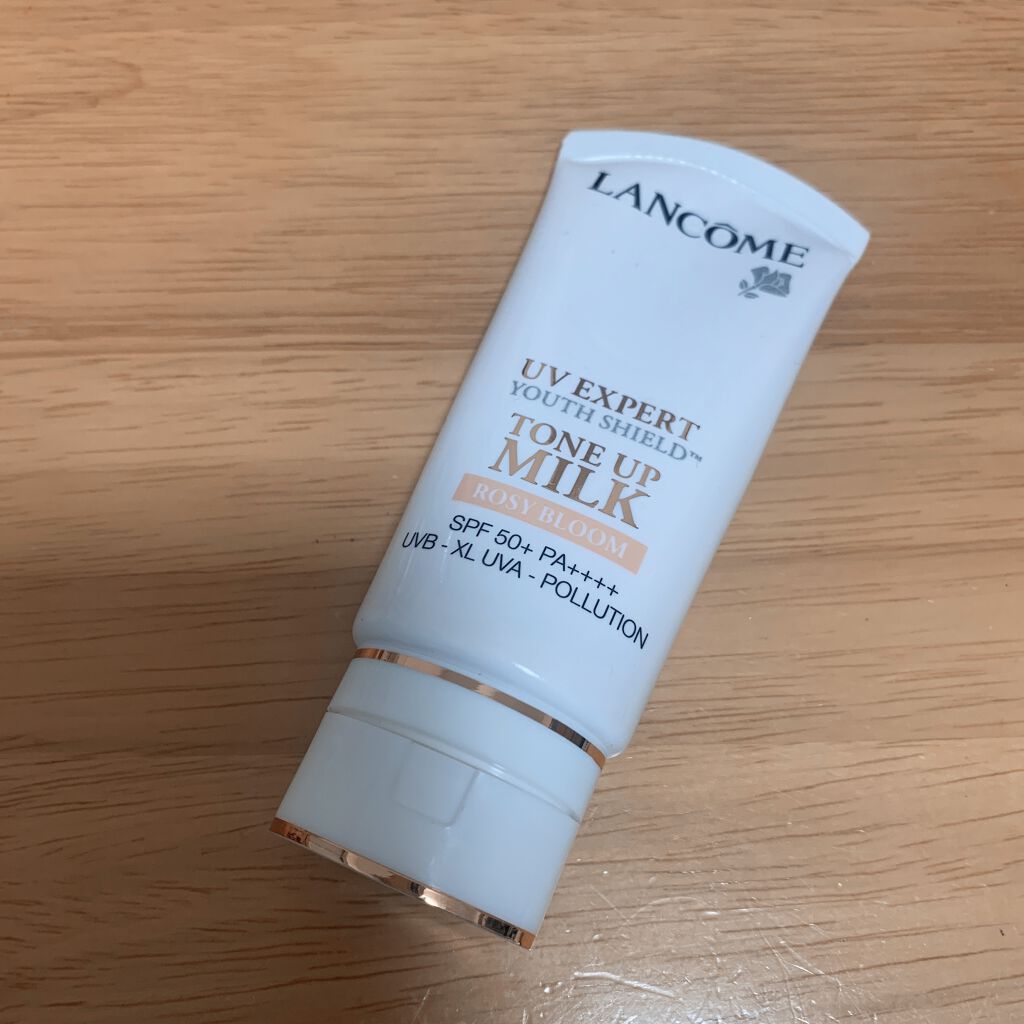 LANCÔME
UV EXPERT
YOUTH SHIELD™
TONE UP
MILK
ROSY BLOOM
SPF 50+ PA++++
UVB - XL UVA - POLLUTION